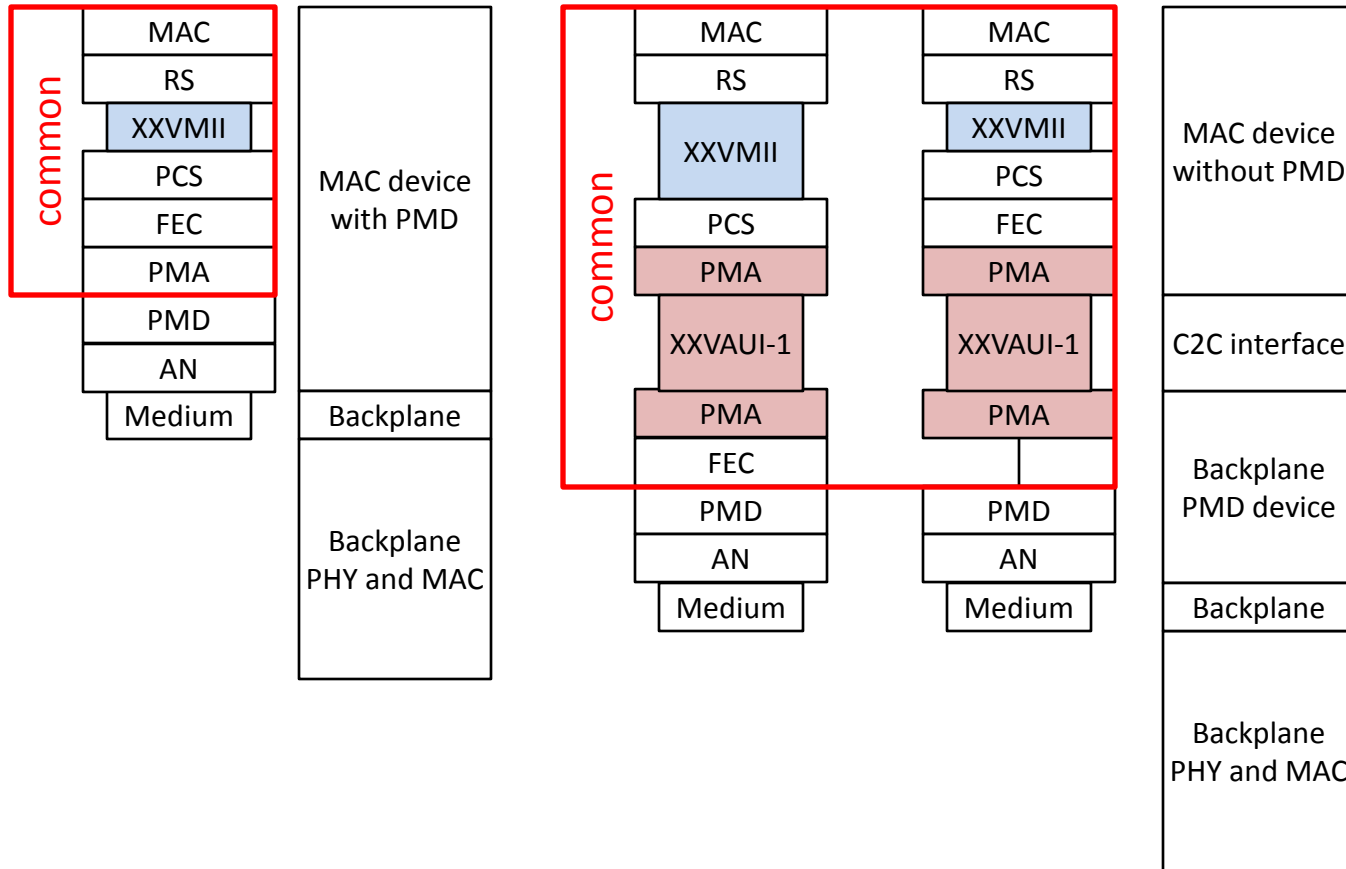 common
MAC
RS
XXVMII
PCS
FEC
PMA
PMD
AN
Medium
MAC device
with PMD
Backplane
Backplane
PHY and MAC
common
MAC
RS
XXVMII
PCS
PMA
XXVAUI-1
PMA
FEC
PMD
AN
Medium
MAC
RS
XXVMII
PCS
FEC
PMA
XXVAUI-1
PMA
PMD
AN
Medium
MAC device
without PMD
C2C interface
Backplane
PMD device
Backplane
Backplane
PHY and MAC